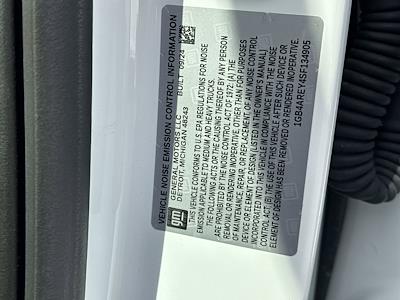 VEHICLE NOISE EMISSION CONTROL INFORMATION
GENERAL MOTORS LLC BUILT 09/24
DETROIT, MICHIGAN 48243
THIS VEHICLE CONFORMS TO U.S. EPA REGULATIONS FOR NOISE
EMISSION APPLICABLE TO MEDIUM AND HEAVY TRUCKS.
THE FOLLOWING ACTS OR THE CAUSING THEREOF BY ANY PERSON
ARE PROHIBITED BY THE NOISE CONTROL ACT OF 1972: (A) THE
REMOVAL OR RENDERING INOPERATIVE, OTHER THAN FOR PURPOSES
OF MAINTENANCE, REPAIR, OR REPLACEMENT, OF ANY NOISE CONTROL
DEVICE OR ELEMENT OF DESIGN (LISTED IN THE OWNER'S MANUAL)
INCORPORATED INTO THIS VEHICLE IN COMPLIANCE WITH THE NOISE
CONTROL ACT; (B) THE USE OF THIS VEHICLE AFTER SUCH DEVICE OR
ELEMENT OF DESIGN HAS BEEN REMOVED OR RENDERED INOPERATIVE.
1GB4AREY4SF134905
gm